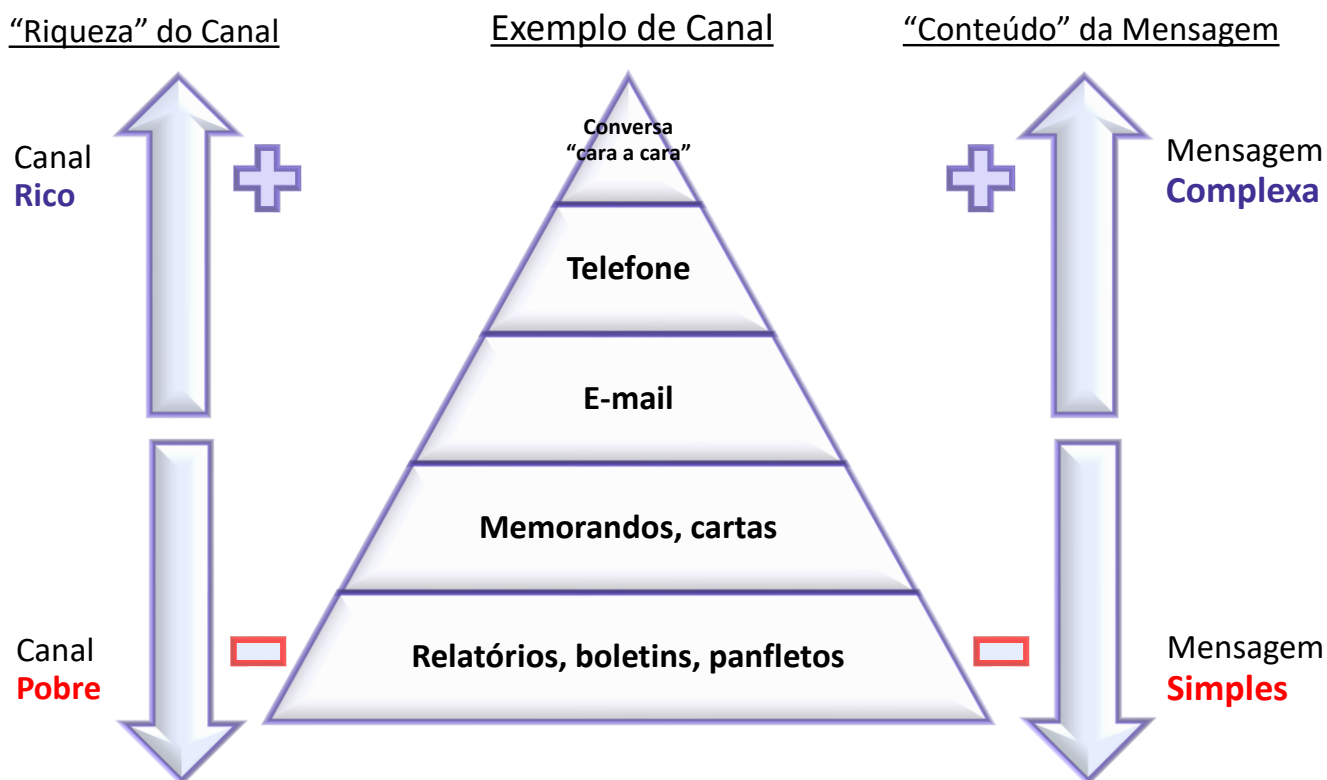 “Riqueza” do Canal
Exemplo de Canal
“Conteúdo” da Mensagem
Canal
Rico
Conversa
“cara a cara”
Mensagem
Complexa
Telefone
E-mail
Memorandos, cartas
Canal
Pobre
Relatórios, boletins, panfletos
Mensagem
Simples